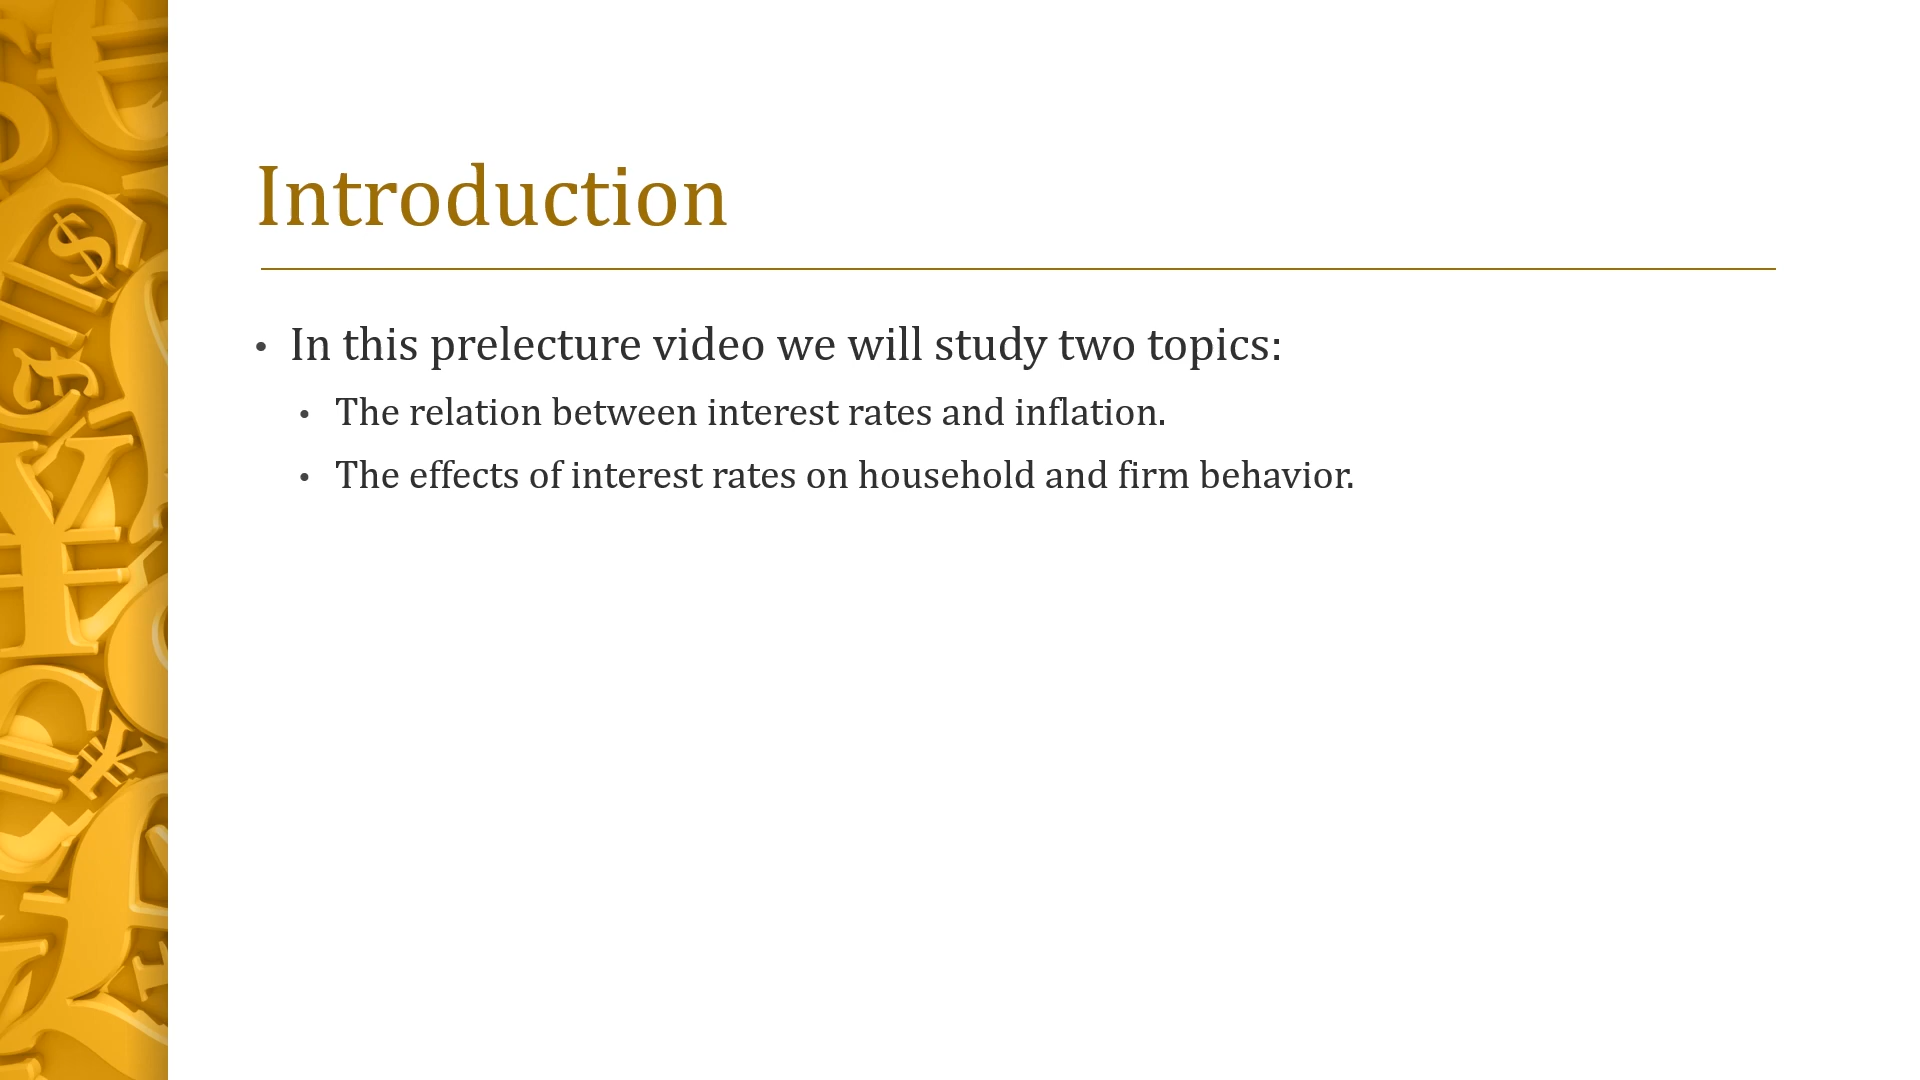 Introduction
• In this prelecture video we will study two topics:
• The relation between interest rates and inflation.
• The effects of interest rates on household and firm behavior.